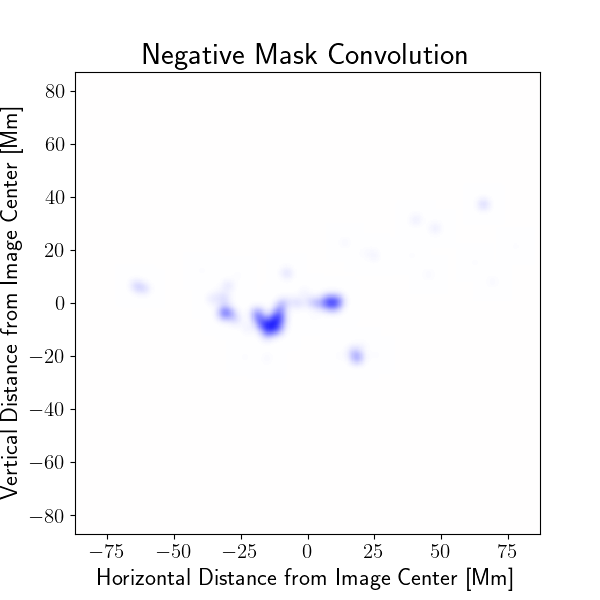 Negative Mask Convolution
Vertical Distance from Image Center [Mm]
80
60
40
20
0
−20
−40
−60
−80
−75 −50 −25 0 25 50 75
Horizontal Distance from Image Center [Mm]